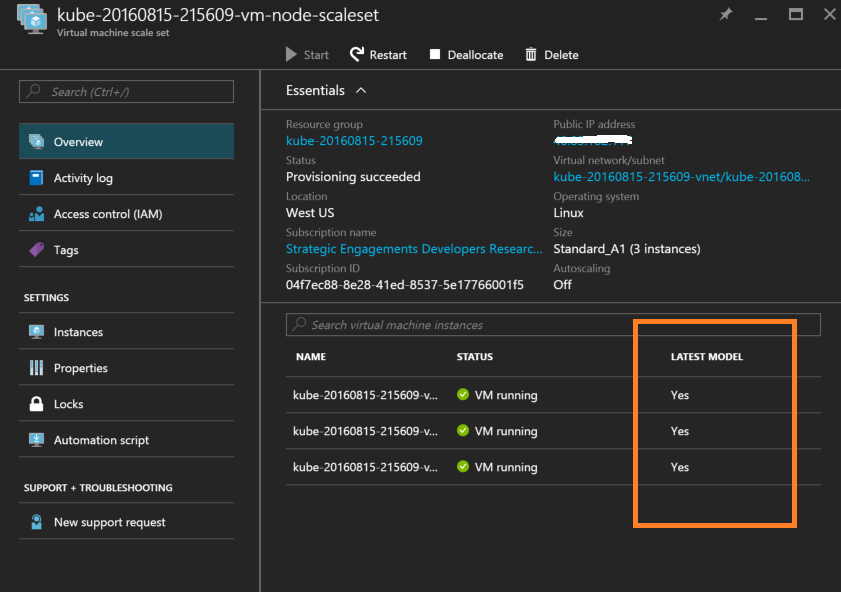 kube-20160815-215609-vm-node-scaleset
Virtual machine scale set
Start Restart Deallocate Delete
Search (Ctrl+/)
Overview
Activity log
Access control (IAM)
Tags
SETTINGS
Instances
Properties
Locks
Automation script
SUPPORT + TROUBLESHOOTING
New support request
Essentials
Resource group
kube-20160815-215609
Status
Provisioning succeeded
Location
West US
Subscription name
Strategic Engagements Developers Researc...
Subscription ID
04f7ec88-8e28-41ed-8537-5e17766001f5
Public IP address
Virtual network/subnet
kube-20160815-215609-vnet/kube-201608...
Operating system
Linux
Size
Standard_A1 (3 instances)
Autoscaling
Off
Search virtual machine instances
NAME STATUS LATEST MODEL
kube-20160815-215609-v... VM running Yes
kube-20160815-215609-v... VM running Yes
kube-20160815-215609-v... VM running Yes